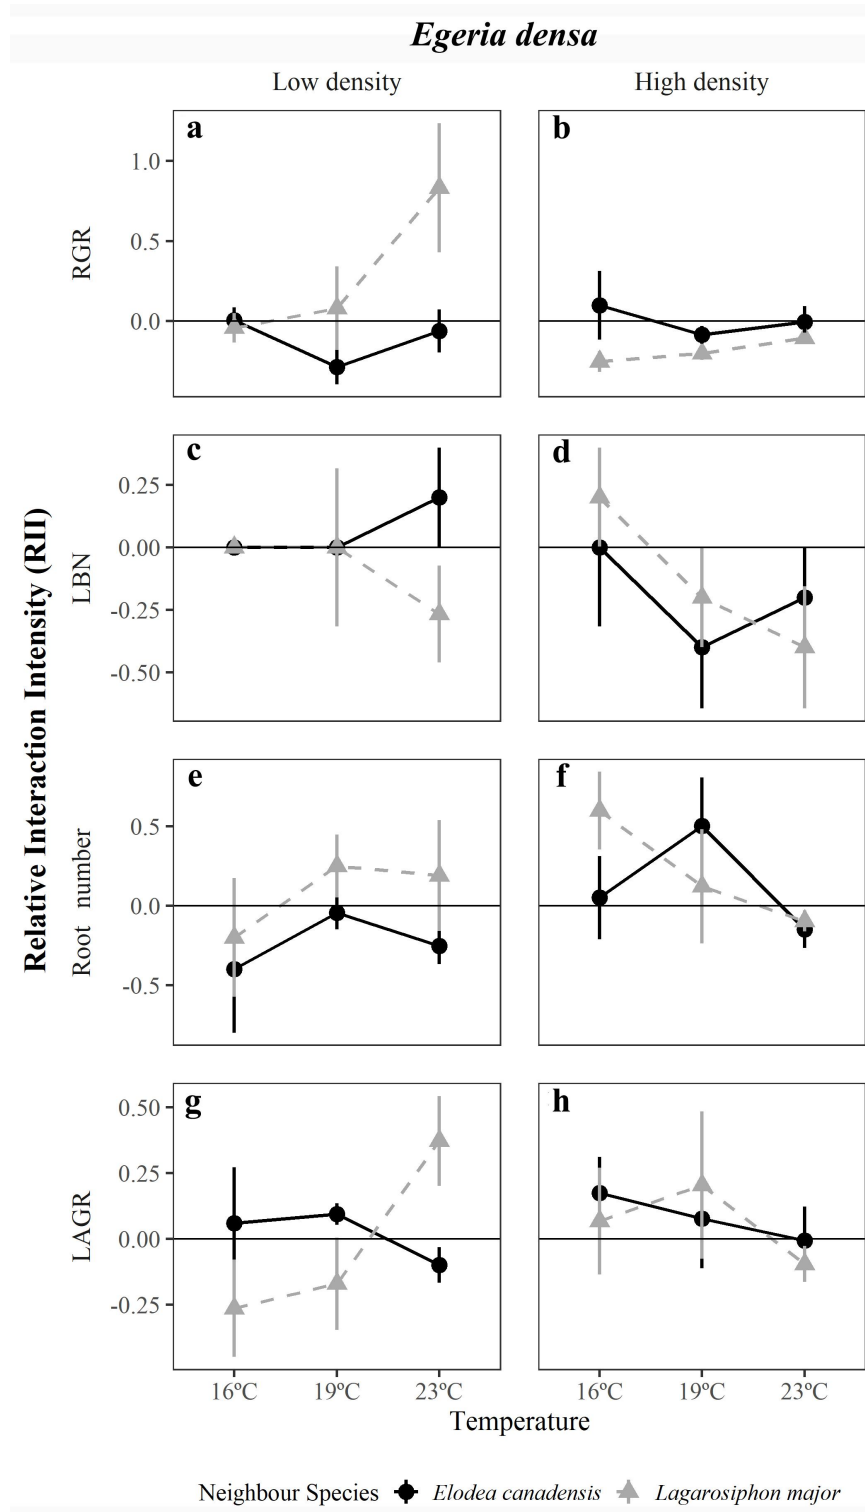 Egeria densa
Low density
High density
a
b
1.0
0.5
0.0
RGR
c
d
0.25
0.00
-0.25
-0.50
LBN
Relative Interaction Intensity (RII)
e
f
0.5
0.0
-0.5
Root number
g
h
0.50
0.25
0.00
-0.25
LAGR
16ºC 19ºC 23ºC 16ºC 19ºC 23ºC
Temperature
Neighbour Species Elodea canadensis Lagarosiphon major